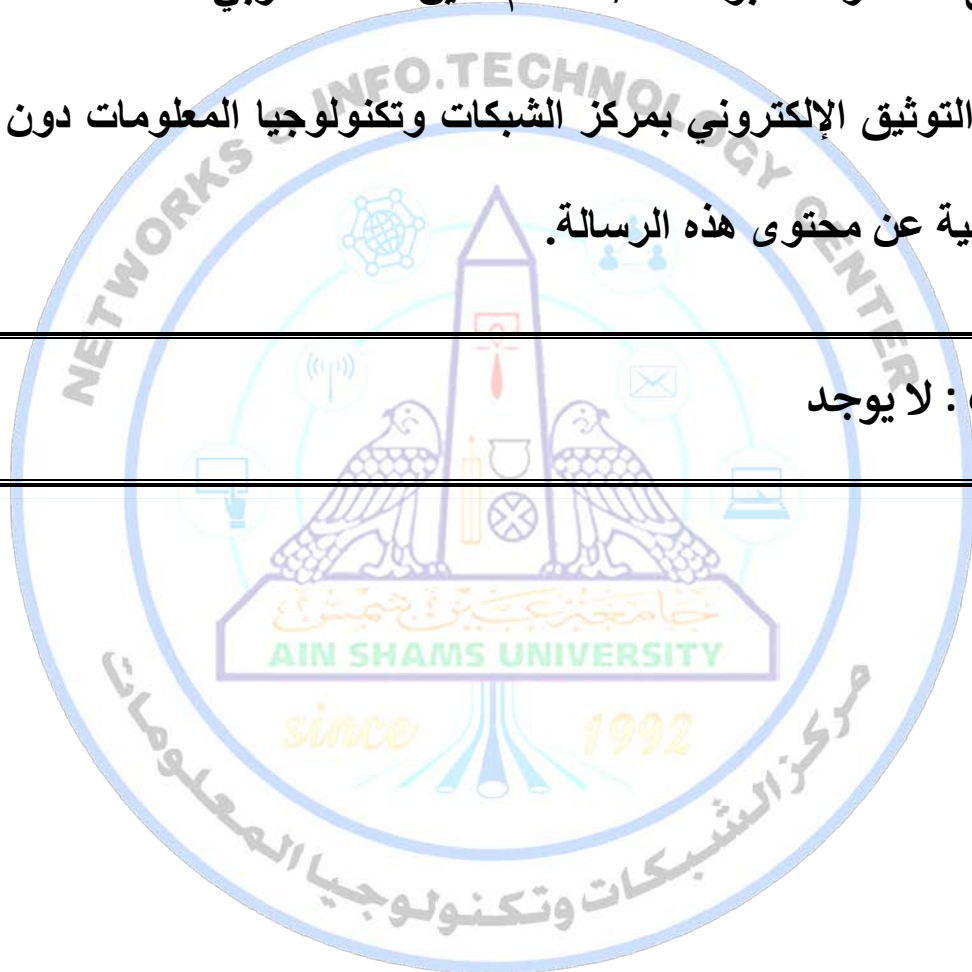 التوثيق الإلكتروني بمركز الشبكات وتكنولوجيا المعلومات دون
عن محتوى هذه الرسالة.
: لا يوجد
NETWORKS & INFO.TECHNOLOGY CENTER
جامعة عين شمس
AIN SHAMS UNIVERSITY
since 1992
مركز الشبكات وتكنولوجيا المعلومات